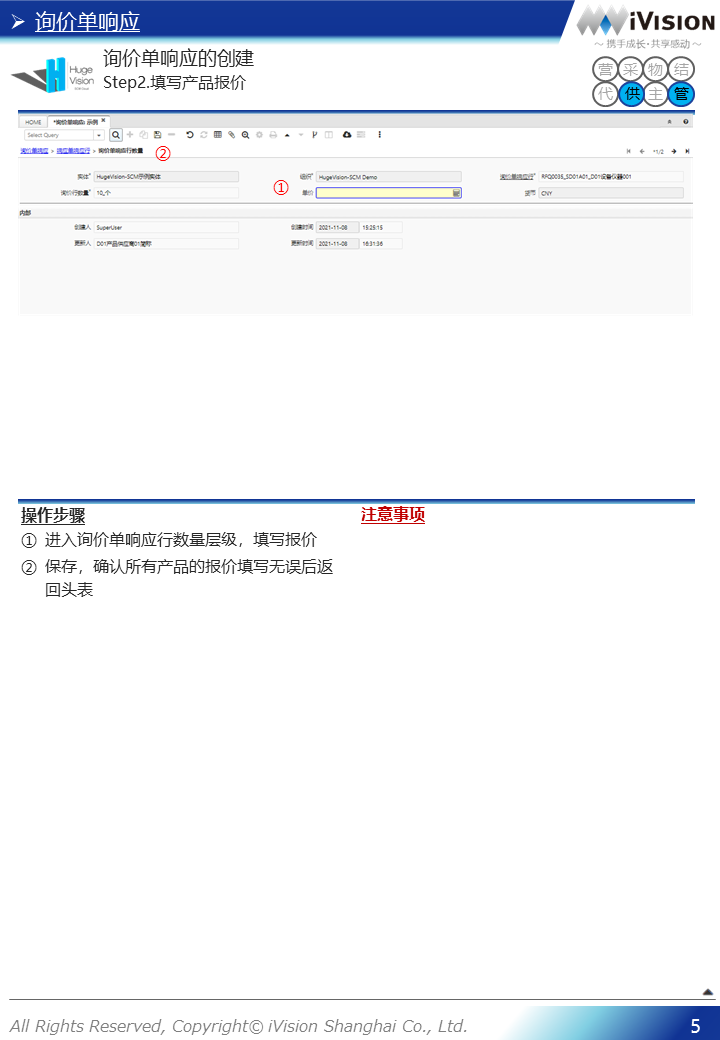 ➤ 询价单响应
iVISION
～ 携手成长·共享感动 ～
Huge
Vision
询价单响应的创建
Step2.填写产品报价
营 采 物 结
代 供 主 管
HOME *询价单响应: 示例 ×
Select Query
询价单响应 > 响应单响应行 > 询价单响应行数量 ② *1/2
实体* HugeVision-SCM示例实体 组织* HugeVision-SCM Demo 询价单响应行* RFQ0035_SD01A01_D01设备仪器001
询价行数量* 10_个 ① 单价 货币 CNY
内部
创建人 SuperUser 创建时间 2021-11-08 15:25:15
更新人 D01产品供应商01简称 更新时间 2021-11-08 16:31:36
操作步骤
① 进入询价单响应行数量层级，填写报价
② 保存，确认所有产品的报价填写无误后返
回头表
注意事项
All Rights Reserved, Copyright© iVision Shanghai Co., Ltd.
5